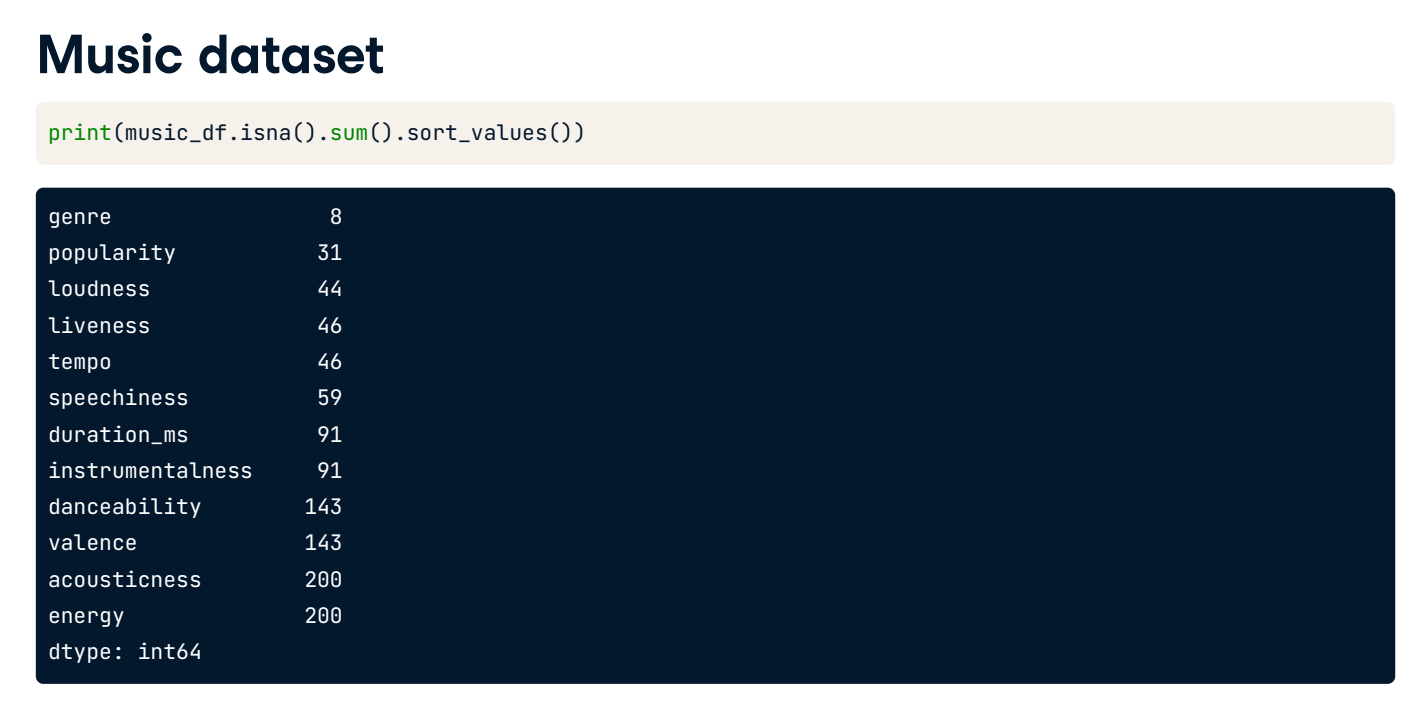 Music dataset
print(music_df.isna().sum().sort_values())
genre 8
popularity 31
loudness 44
liveness 46
tempo 46
speechiness 59
duration_ms 91
instrumentalness 91
danceability 143
valence 143
acousticness 200
energy 200
dtype: int64